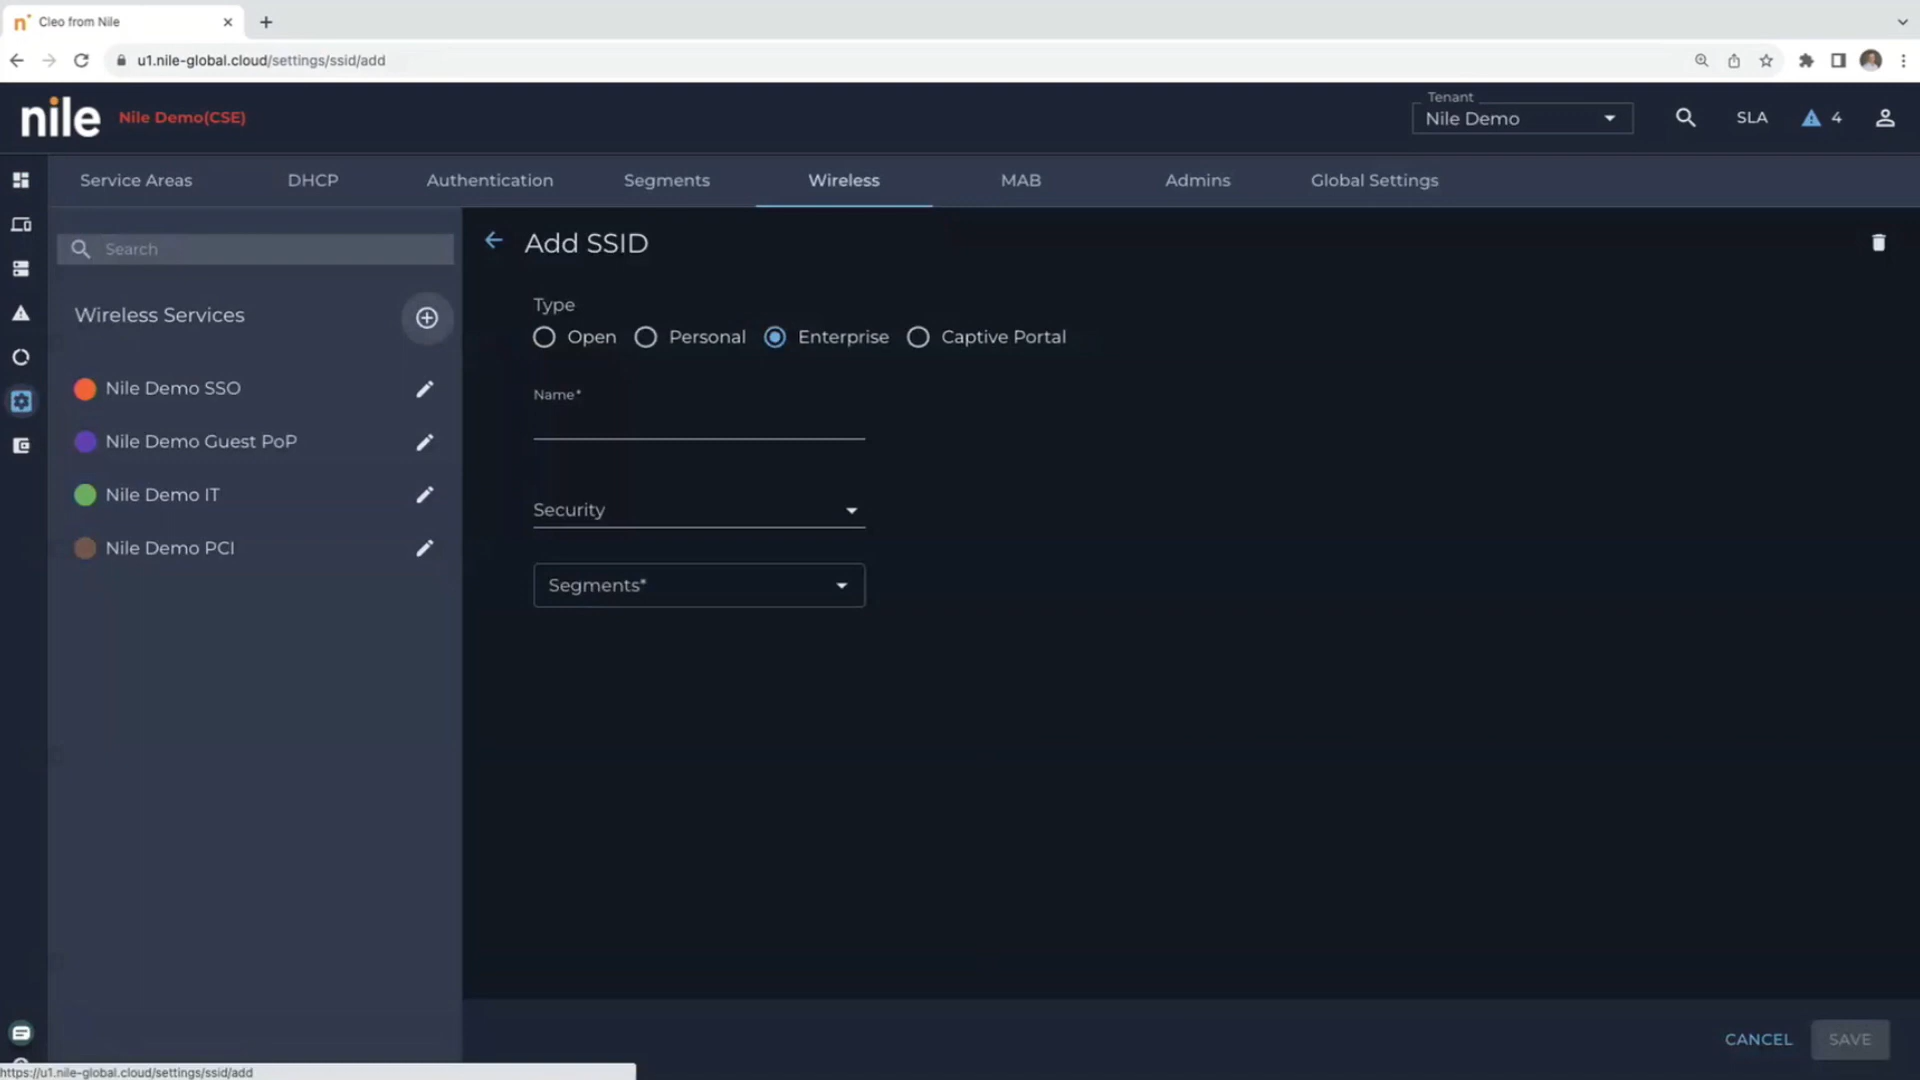 Cleo from Nile
u1.nile-global.cloud/settings/ssid/add
nile
Nile Demo(CSE)
Tenant
Nile Demo
SLA
4
Service Areas
DHCP
Authentication
Segments
Wireless
MAB
Admins
Global Settings
Search
Wireless Services
Nile Demo SSO
Nile Demo Guest PoP
Nile Demo IT
Nile Demo PCI
Add SSID
Type
Open
Personal
Enterprise
Captive Portal
Name*
Security
Segments*
CANCEL
SAVE
https://u1.nile-global.cloud/settings/ssid/add